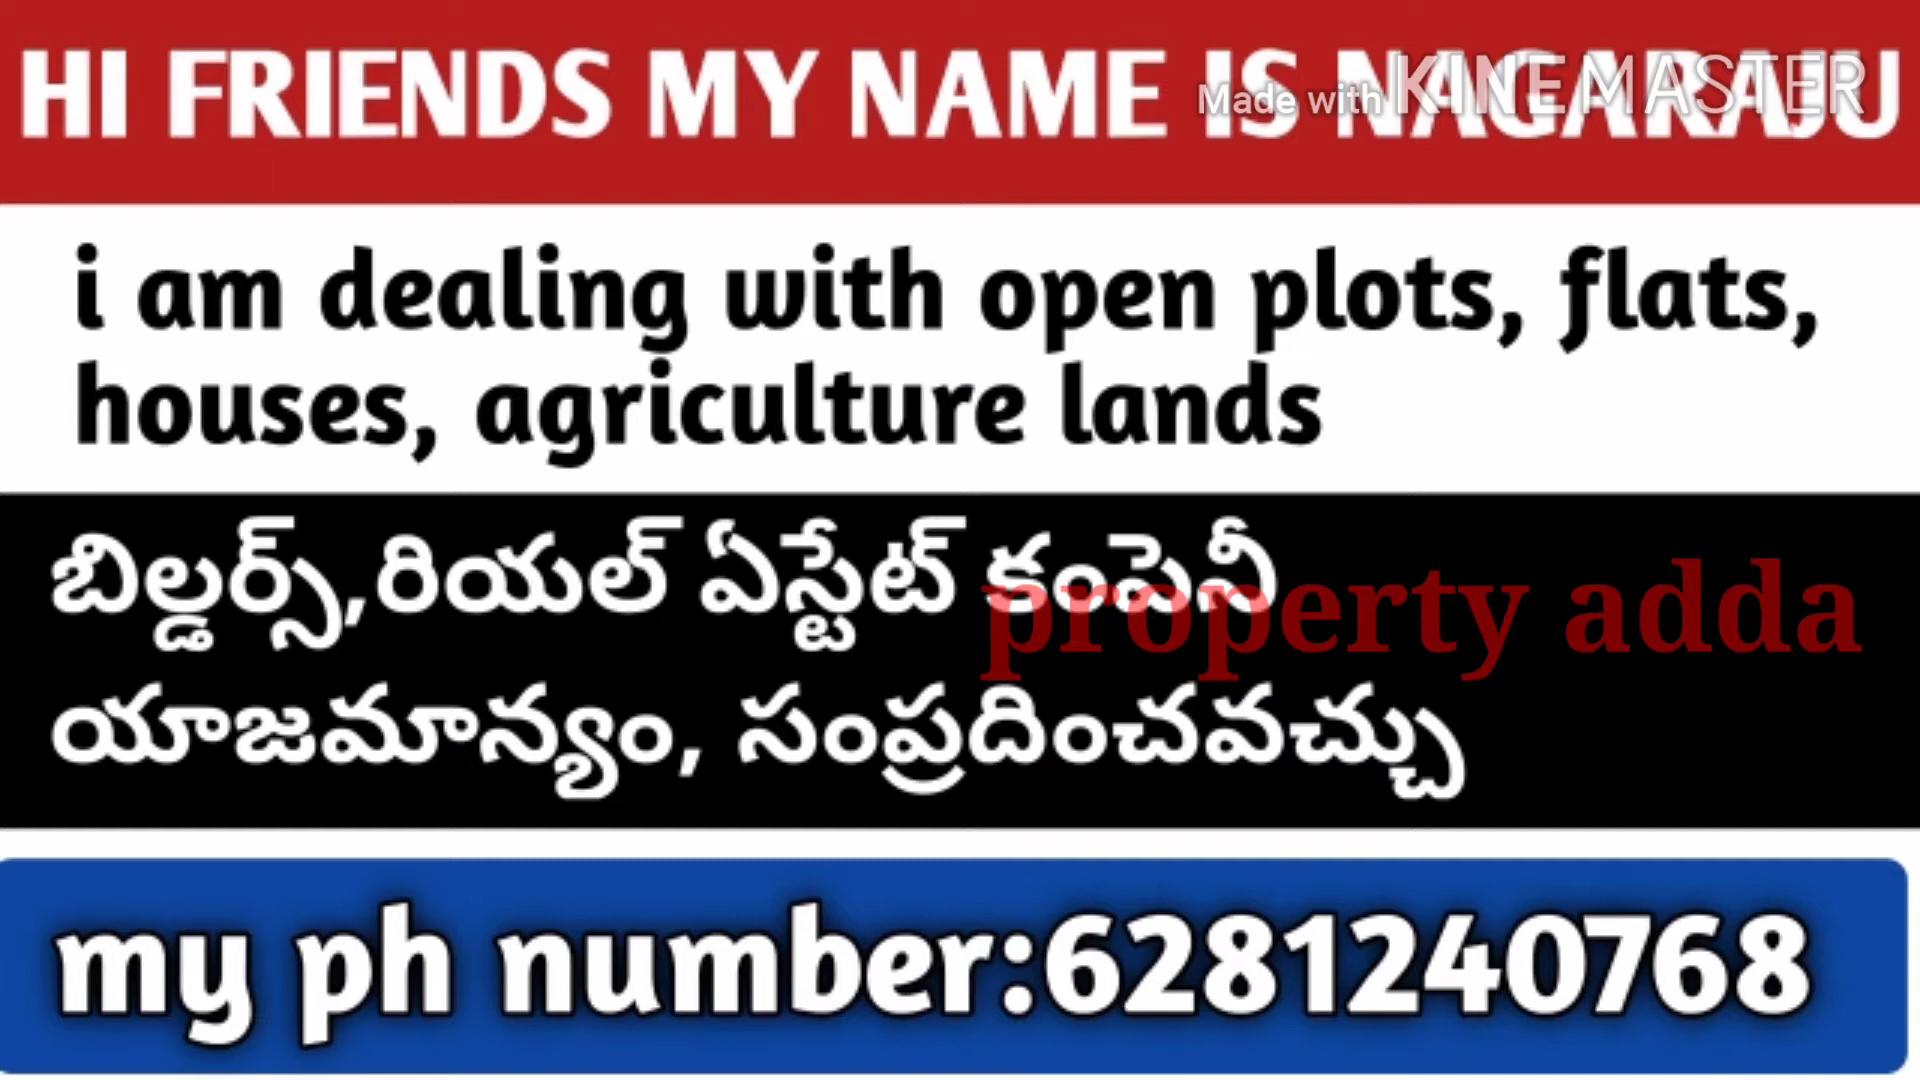 HI FRIENDS MY NAME IS NAGARAJU
Made with KINEMASTER
i am dealing with open plots, flats,
houses, agriculture lands
బిల్డర్స్,రియల్ ఏస్టేట్ కంపెనీ
property adda
యాజమాన్యం, సంప్రదించవచ్చు
my ph number:6281240768